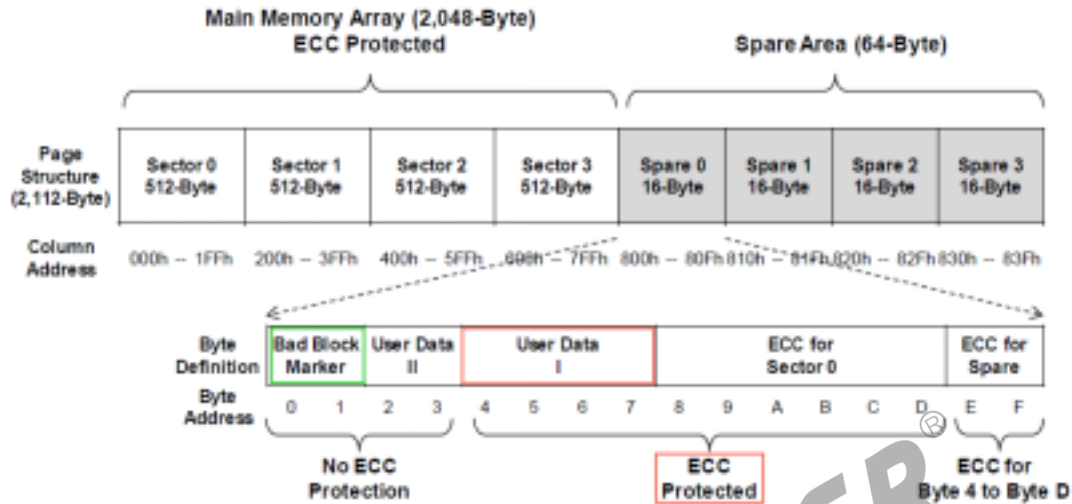 Main Memory Array (2,048-Byte)
ECC Protected
Spare Area (64-Byte)
Page
Structure
(2,112-Byte)
Sector 0
512-Byte
Sector 1
512-Byte
Sector 2
512-Byte
Sector 3
512-Byte
Spare 0
16-Byte
Spare 1
16-Byte
Spare 2
16-Byte
Spare 3
16-Byte
Column
Address
000h -- 1FFh 200h -- 3FFh 400h -- 5FFh 600h -- 7FFh 800h -- 80Fh 810h -- 81Fh 820h -- 82Fh 830h -- 83Fh
Byte
Definition
Bad Block
Marker
User Data
II
User Data
I
ECC for
Sector 0
ECC for
Spare
Byte
Address
0 1 2 3 4 5 6 7 8 9 A B C D E F
No ECC
Protection
ECC
Protected
ECC for
Byte 4 to Byte D
ER®